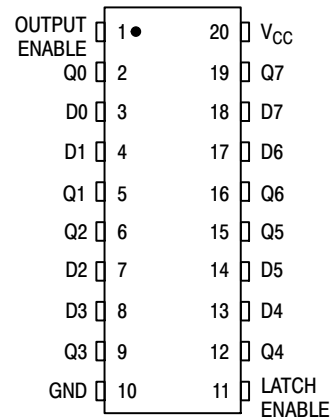 OUTPUT
ENABLE 1 20 VCC
Q0 2 19 Q7
D0 3 18 D7
D1 4 17 D6
Q1 5 16 Q6
Q2 6 15 Q5
D2 7 14 D5
D3 8 13 D4
Q3 9 12 Q4
GND 10 11 LATCH
ENABLE